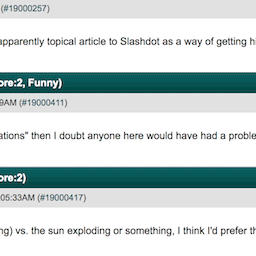 (#19000257)
apparently topical article to Slashdot as a way of getting
ore:2, Funny)
9AM (#19000411)
ations" then I doubt anyone here would have had a proble
ore:2)
05:33AM (#19000417)
ng) vs. the sun exploding or something, I think I'd prefer